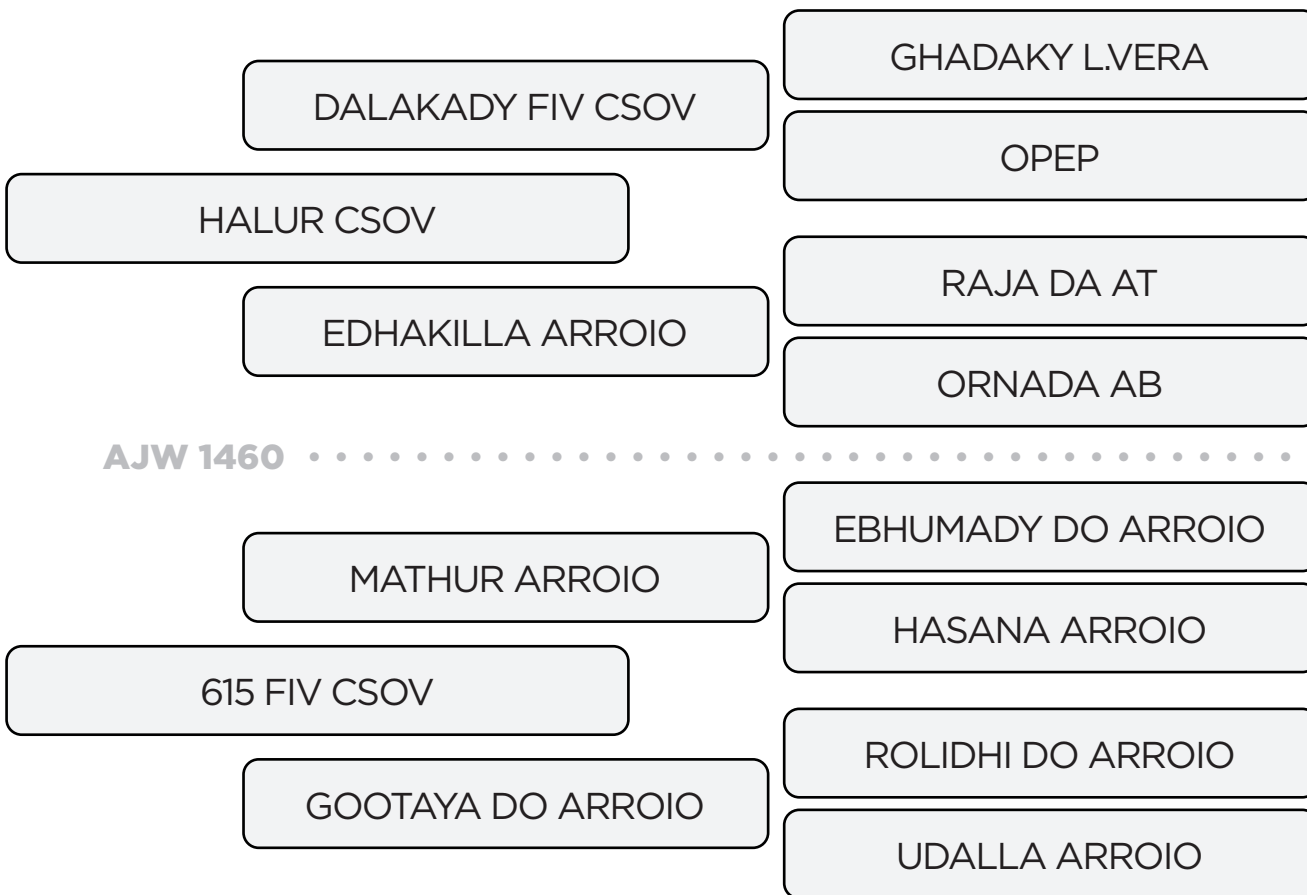 GHADAKY L.VERA
DALAKADY FIV CSOV
OPEP
HALUR CSOV
RAJA DA AT
EDHAKILLA ARROIO
ORNADA AB
AJW 1460
EBHUMADY DO ARROIO
MATHUR ARROIO
HASANA ARROIO
615 FIV CSOV
ROLIDHI DO ARROIO
GOOTAYA DO ARROIO
UDALLA ARROIO